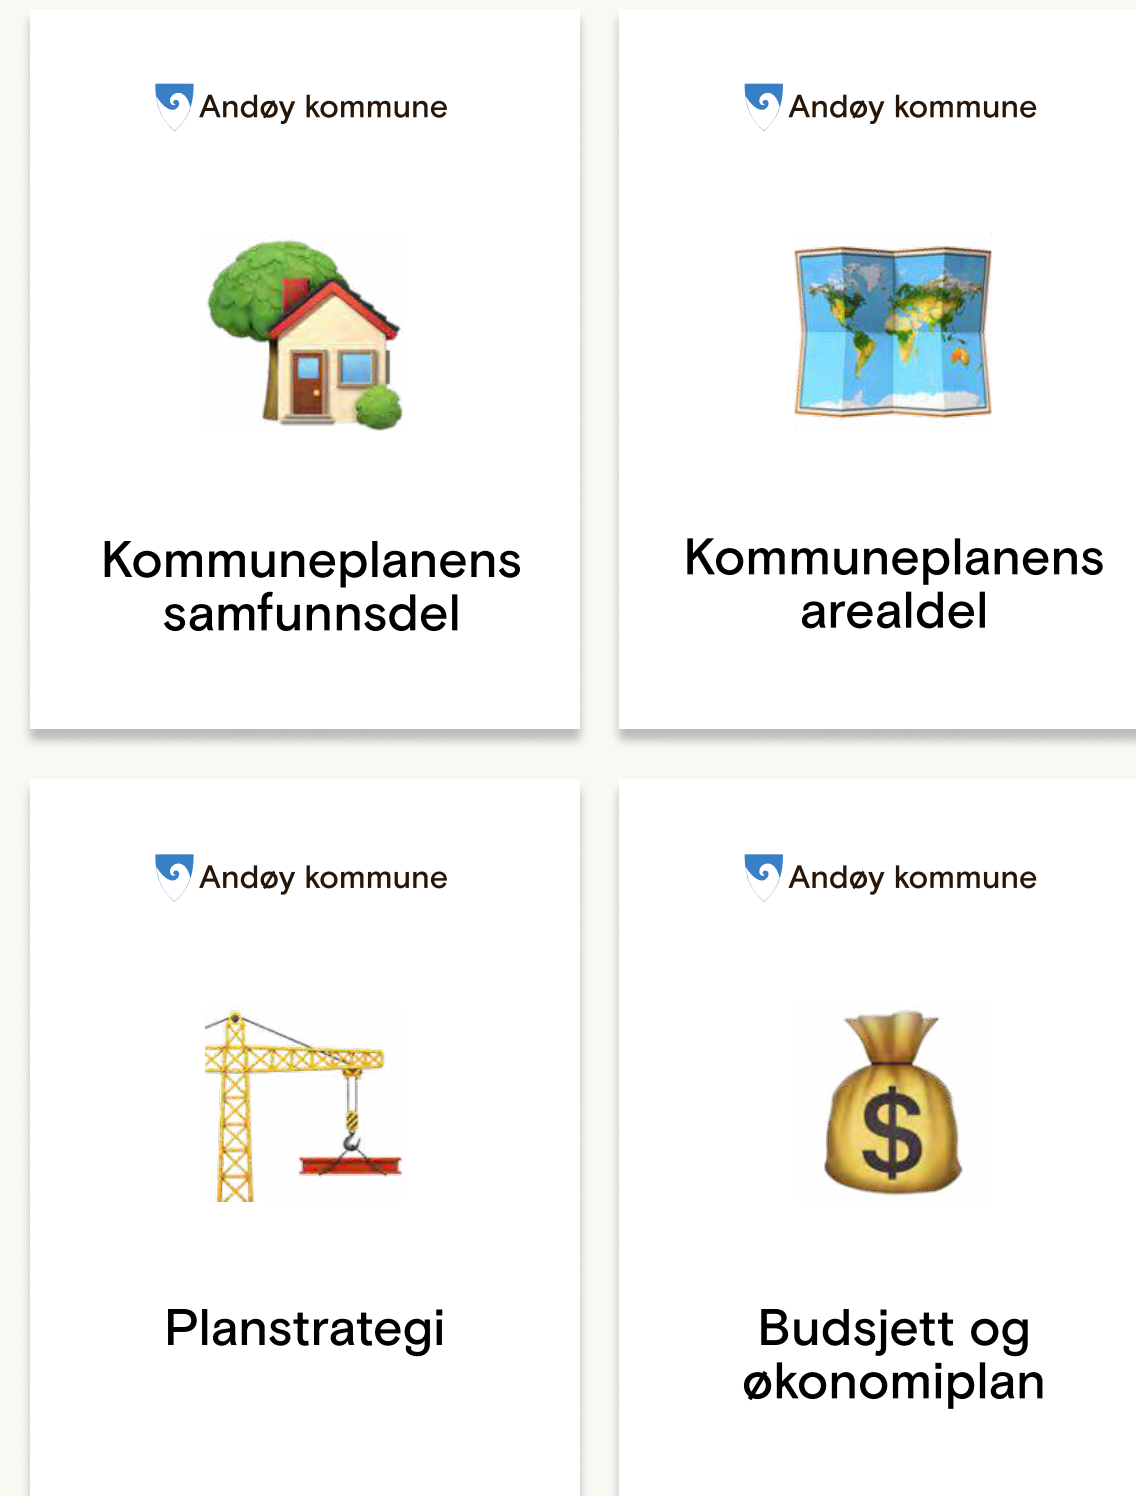 Andøy kommune
Kommuneplanens
samfunnsdel
Andøy kommune
Kommuneplanens
arealdel
Andøy kommune
Planstrategi
Andøy kommune
$
Budsjett og
økonomiplan